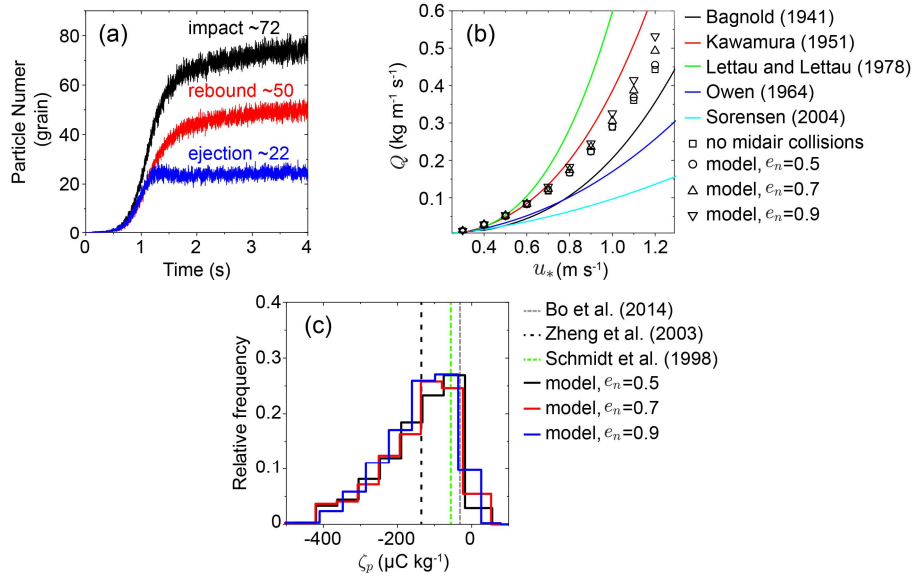 (a)
impact ~72
rebound ~50
ejection ~22
80
60
40
20
0
0
1
2
3
4
Particle Numer
(grain)
Time (s)
(b)
0.6
0.5
0.4
0.3
0.2
0.1
0.4
0.6
0.8
1.0
1.2
Q (kg m⁻¹ s⁻¹)
u* (m s⁻¹)
Bagnold (1941)
Kawamura (1951)
Lettau and Lettau (1978)
Owen (1964)
Sorensen (2004)
no midair collisions
model, eₙ=0.5
model, eₙ=0.7
model, eₙ=0.9
(c)
0.4
0.3
0.2
0.1
0
-400
-200
0
Relative frequency
ζₚ (μC kg⁻¹)
Bo et al. (2014)
Zheng et al. (2003)
Schmidt et al. (1998)
model, eₙ=0.5
model, eₙ=0.7
model, eₙ=0.9